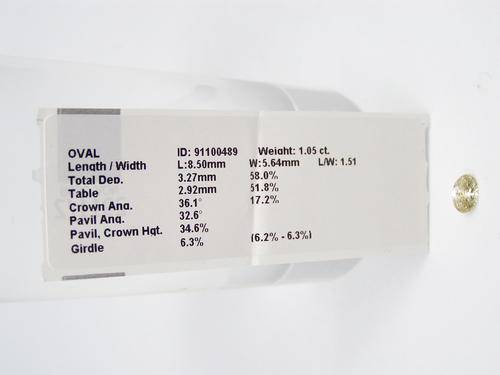 OVAL ID: 91100489 Weight: 1.05 ct.
Length / Width L:8.50mm W:5.64mm L/W: 1.51
Total Dep. 3.27mm 58.0%
Table 2.92mm 51.8%
Crown Ang. 36.1° 17.2%
Pavil Ang. 32.6°
Pavil, Crown Hgt. 34.6%
Girdle 6.3% (6.2% - 6.3%)